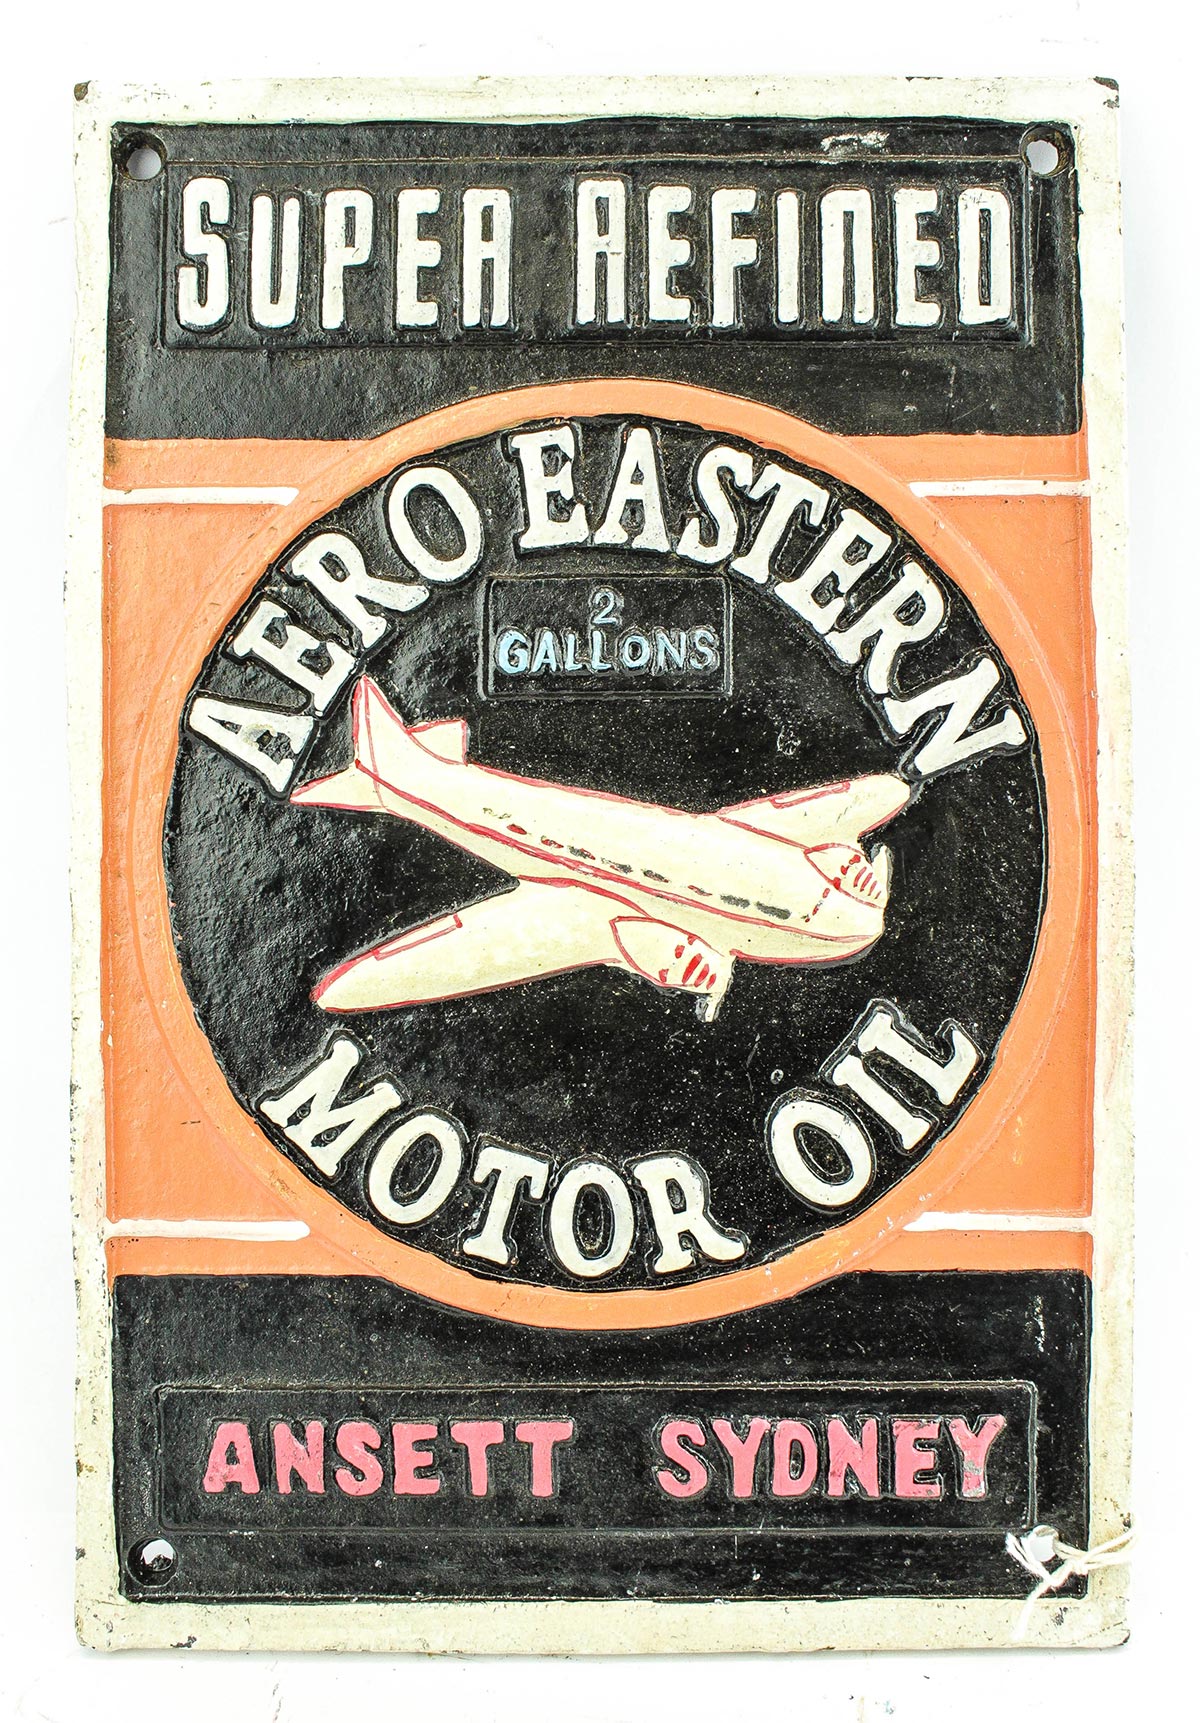 SUPER REFINED
AERO EASTERN
2
GALLONS
MOTOR OIL
ANSETT SYDNEY